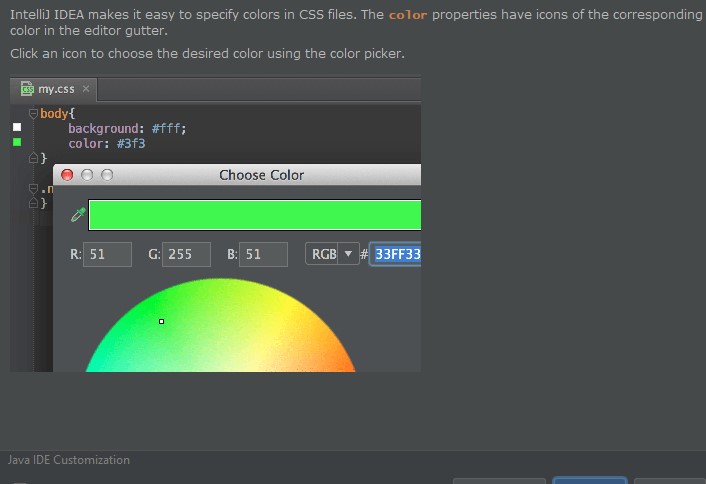 IntelliJ IDEA makes it easy to specify colors in CSS files. The color properties have icons of the corresponding
color in the editor gutter.
Click an icon to choose the desired color using the color picker.
my.css
body{
background: #fff;
color: #3f3
}
Choose Color
.n
}
R: 51 G: 255 B: 51 RGB # 33FF33
Java IDE Customization